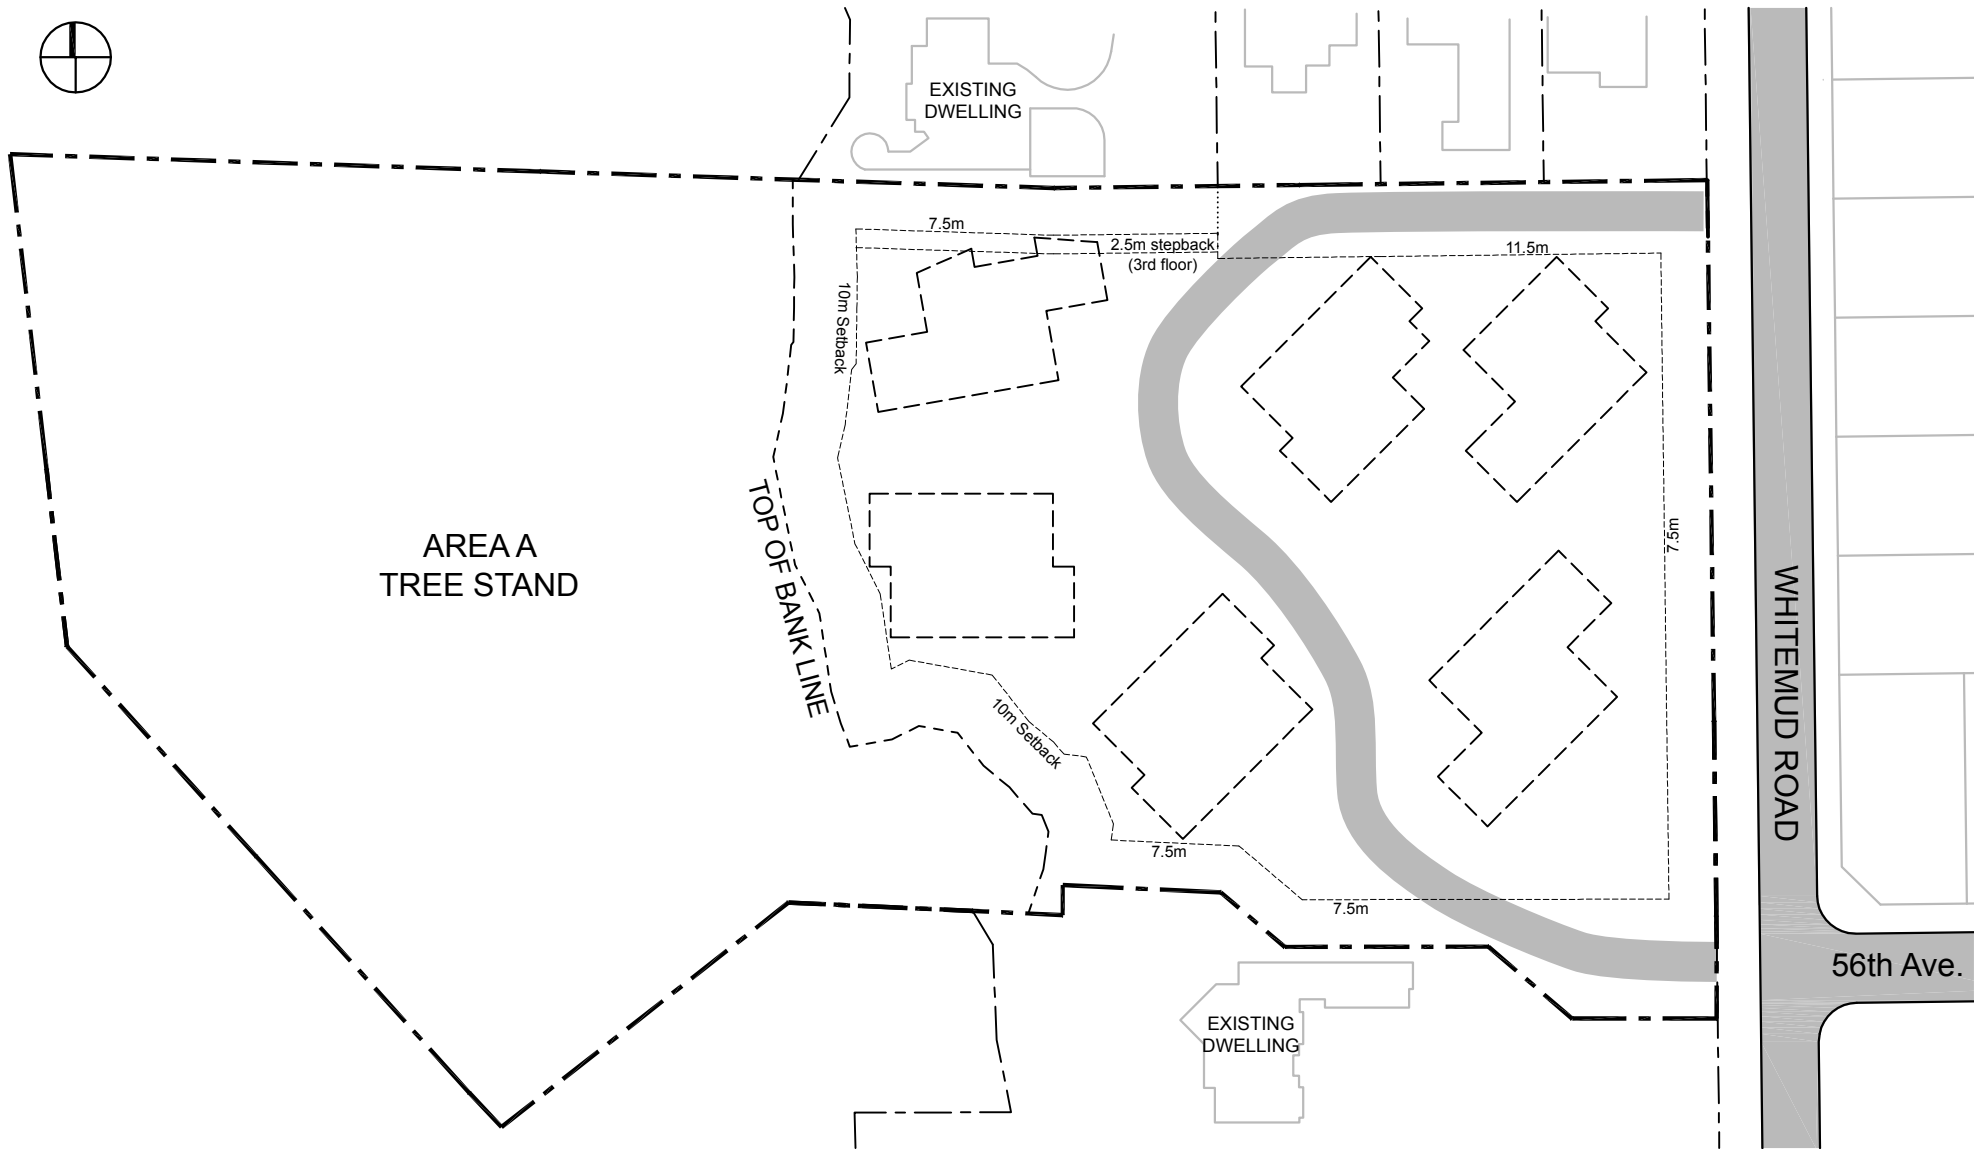 EXISTING
DWELLING
7.5m
2.5m stepback
(3rd floor)
11.5m
10m Setback
AREA A
TREE STAND
TOP OF BANK LINE
7.5m
WHITEMUD ROAD
10m Setback
7.5m
7.5m
56th Ave.
EXISTING
DWELLING